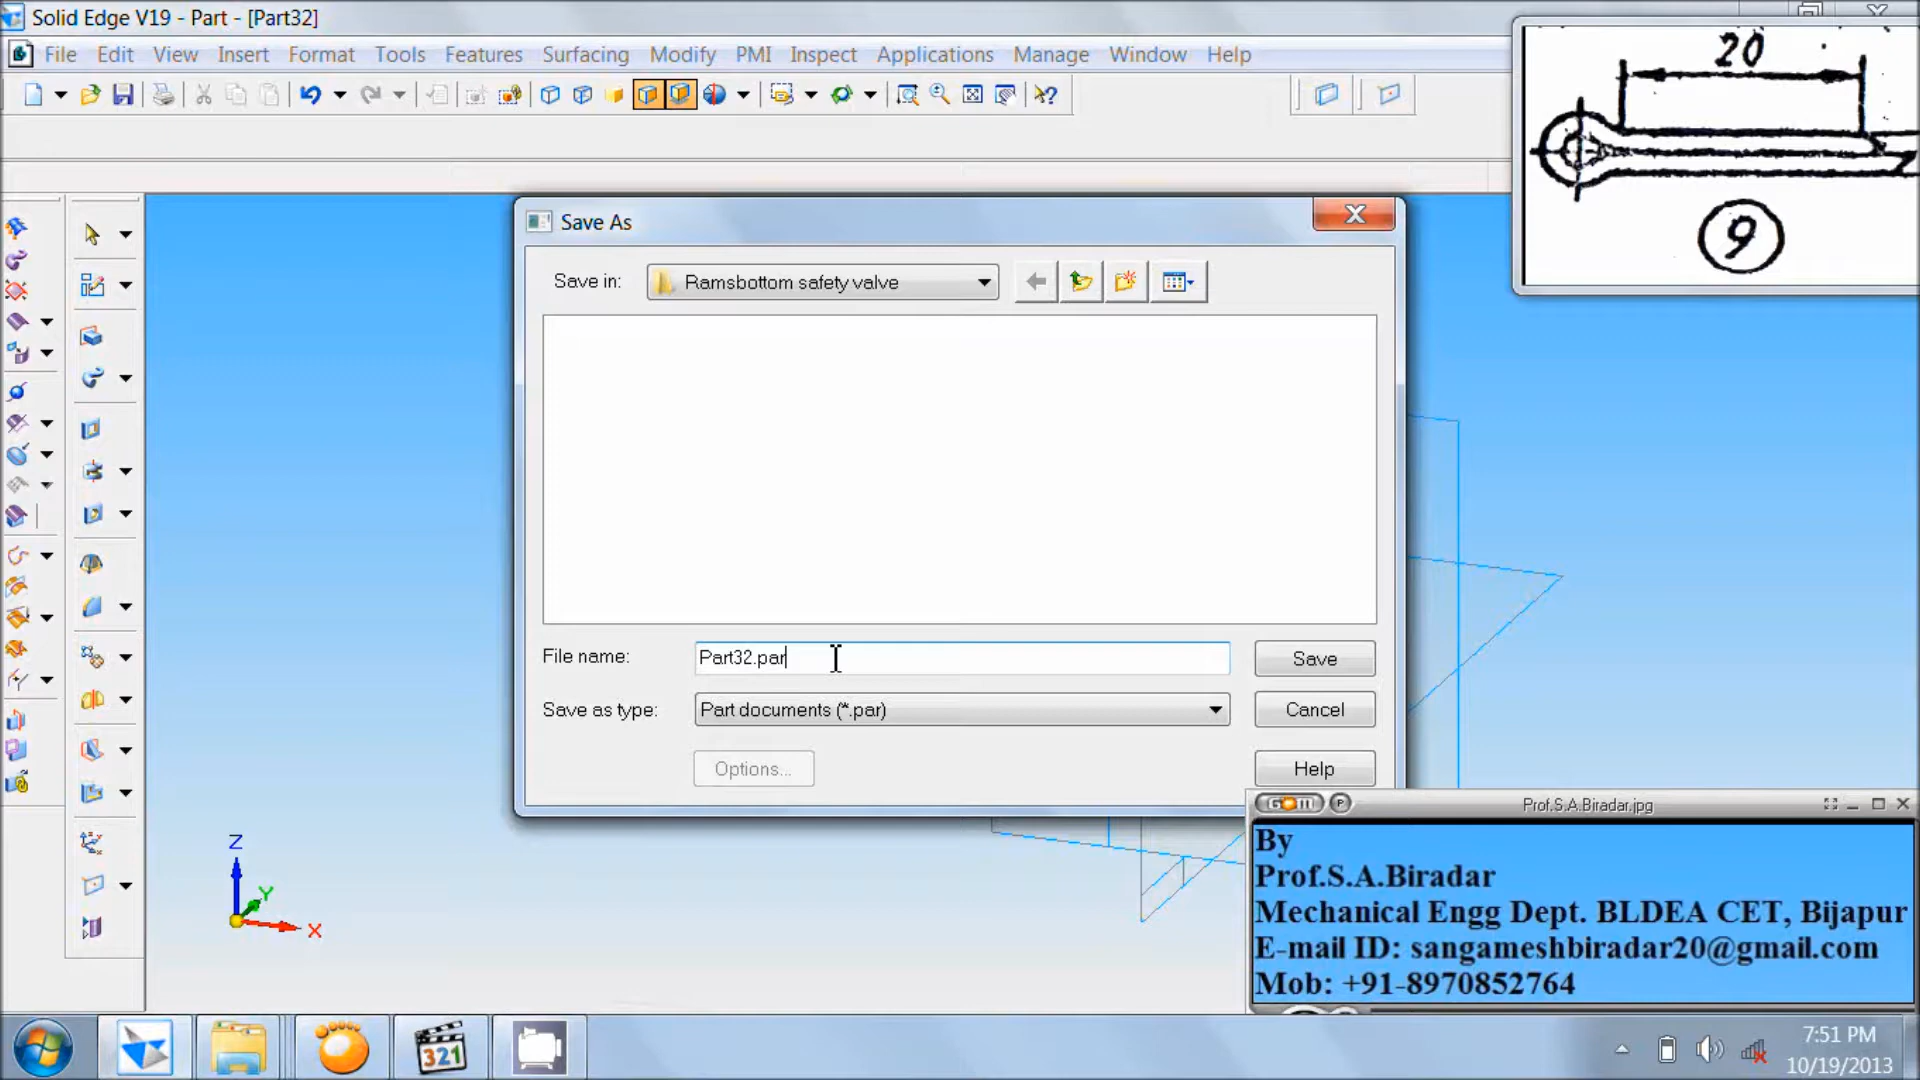 Solid Edge V19 - Part - [Part32]
File Edit View Insert Format Tools Features Surfacing Modify PMI Inspect Applications Manage Window Help
20
9
Save As
Save in: Ramsbottom safety valve
File name: Part32.par
Save
Save as type: Part documents (*.par)
Cancel
Options...
Help
Z
Y
X
GOM P Prof.S.A.Biradar.jpg
By
Prof.S.A.Biradar
Mechanical Engg Dept. BLDEA CET, Bijapur
E-mail ID: sangameshbiradar20@gmail.com
Mob: +91-8970852764
321
7:51 PM
10/19/2013